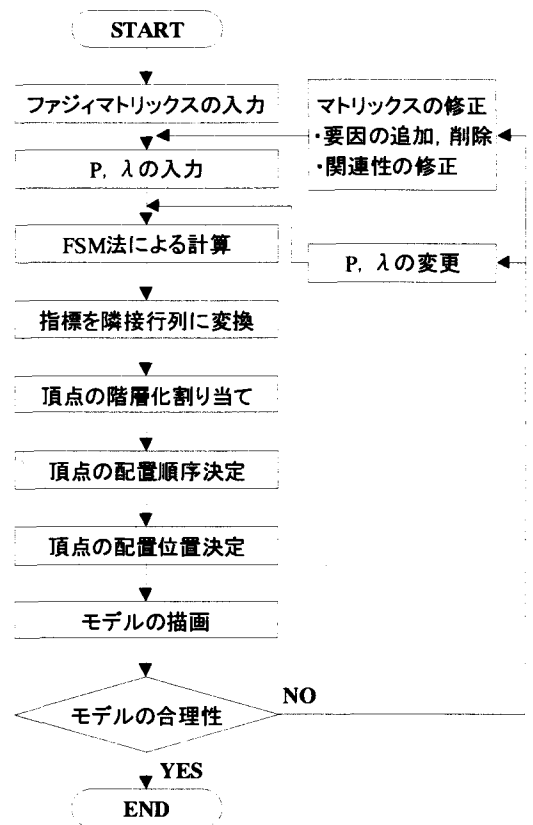 START
ファジィマトリックスの入力
マトリックスの修正
・要因の追加, 削除
・関連性の修正
P, λの入力
FSM法による計算
P, λの変更
指標を隣接行列に変換
頂点の階層化割り当て
頂点の配置順序決定
頂点の配置位置決定
モデルの描画
モデルの合理性
NO
YES
END